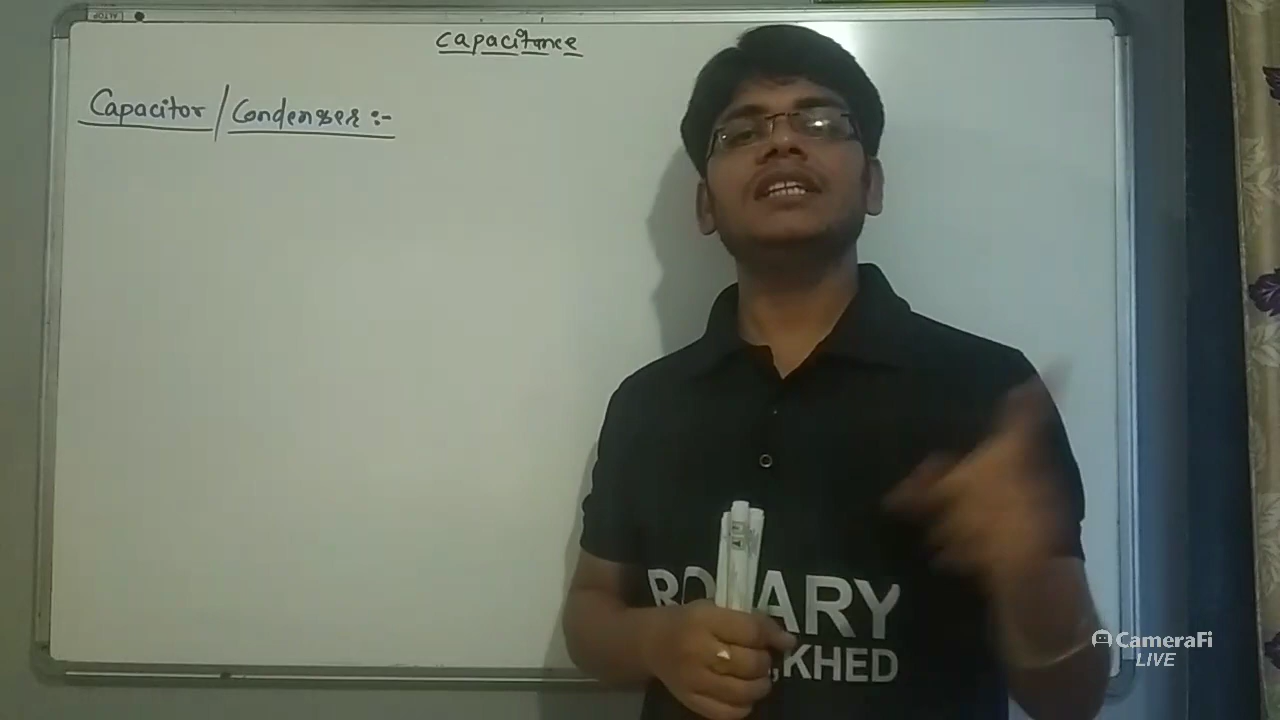 Capacitance
Capacitor / Condenser :-
ROTARY
,KHED
CameraFi
LIVE